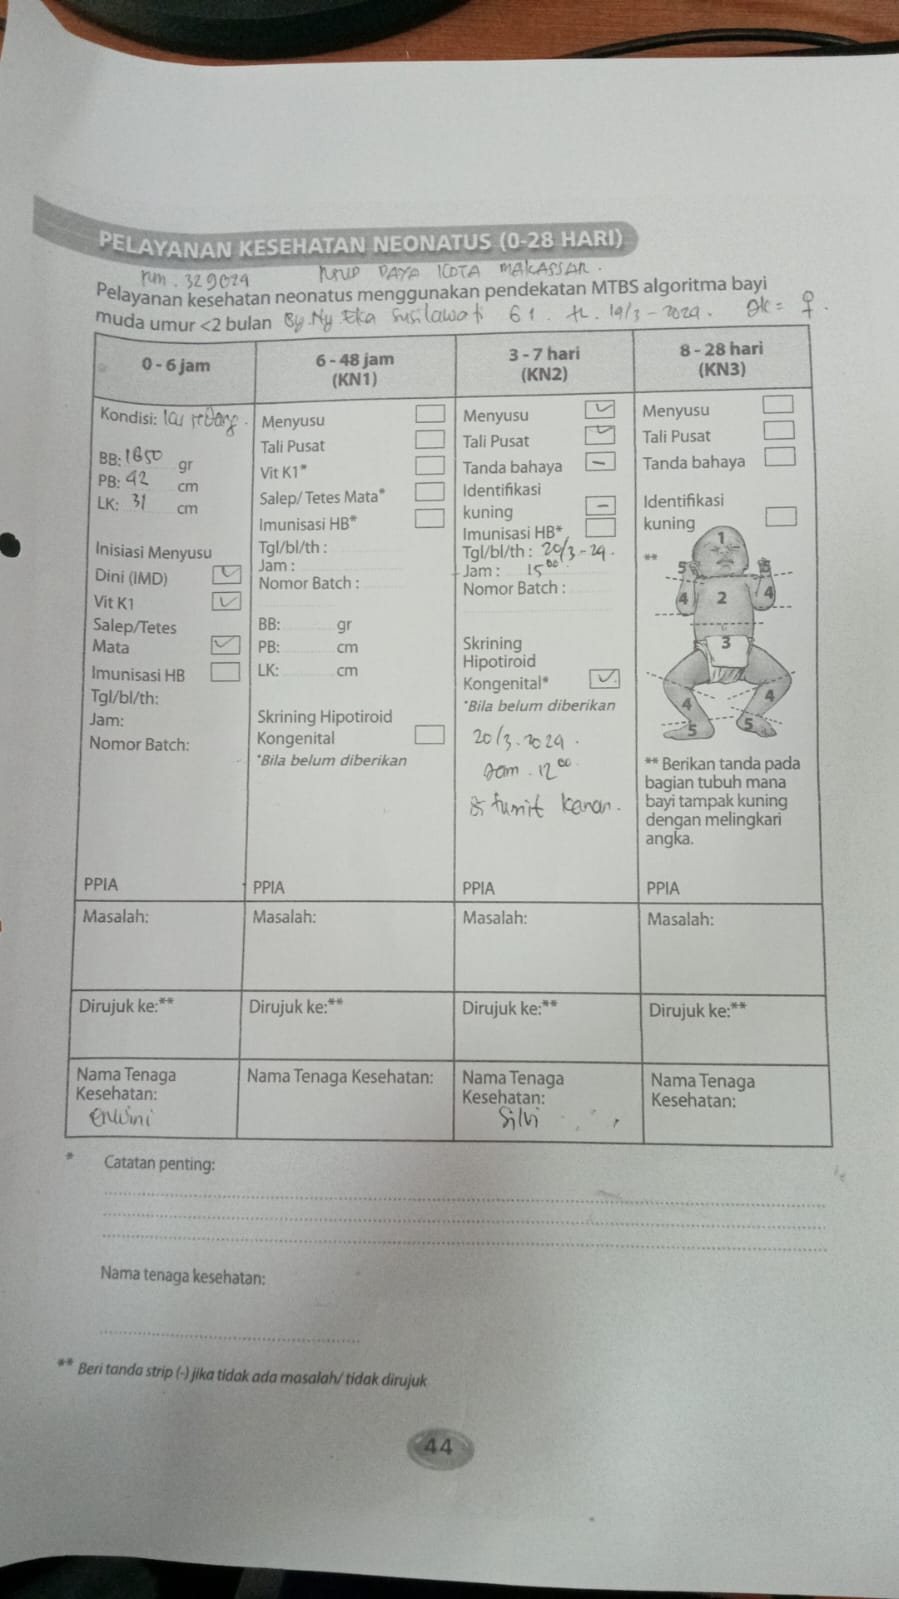 PELAYANAN KESEHATAN NEONATUS (0-28 HARI)
rm. 329029 RSUD DAYA KOTA MAKASSAR.
Pelayanan kesehatan neonatus menggunakan pendekatan MTBS algoritma bayi
muda umur <2 bulan By.Ny Eka Susilawati 61. tL. 19/3-2024. Jk = ♀.
0 - 6 jam
Kondisi:
BB: 1850 gr
PB: 42 cm
LK: 31 cm
Inisiasi Menyusu
Dini (IMD)
Vit K1
Salep/Tetes
Mata
Imunisasi HB
Tgl/bl/th:
Jam:
Nomor Batch:
PPIA
Masalah:
Dirujuk ke:**
Nama Tenaga
Kesehatan:
erwini
6 - 48 jam
(KN1)
Menyusu
Tali Pusat
Vit K1*
Salep/ Tetes Mata*
Imunisasi HB*
Tgl/bl/th :
Jam :
Nomor Batch :
BB: gr
PB: cm
LK: cm
Skrining Hipotiroid
Kongenital
*Bila belum diberikan
PPIA
Masalah:
Dirujuk ke:**
Nama Tenaga Kesehatan:
3 - 7 hari
(KN2)
Menyusu
Tali Pusat
Tanda bahaya –
Identifikasi
kuning –
Imunisasi HB*
Tgl/bl/th : 20/3-24.
Jam : 15⁰⁰
Nomor Batch :
Skrining
Hipotiroid
Kongenital*
*Bila belum diberikan
20/3.2024.
Jam. 12⁰⁰
tumit kanan.
PPIA
Masalah:
Dirujuk ke:**
Nama Tenaga
Kesehatan:
Silvi
8 - 28 hari
(KN3)
Menyusu
Tali Pusat
Tanda bahaya
Identifikasi
kuning
**
1
5 5
4 2 4
3
4 4
5 5
** Berikan tanda pada
bagian tubuh mana
bayi tampak kuning
dengan melingkari
angka.
PPIA
Masalah:
Dirujuk ke:**
Nama Tenaga
Kesehatan:
* Catatan penting:
Nama tenaga kesehatan:
** Beri tanda strip (-) jika tidak ada masalah/ tidak dirujuk
44